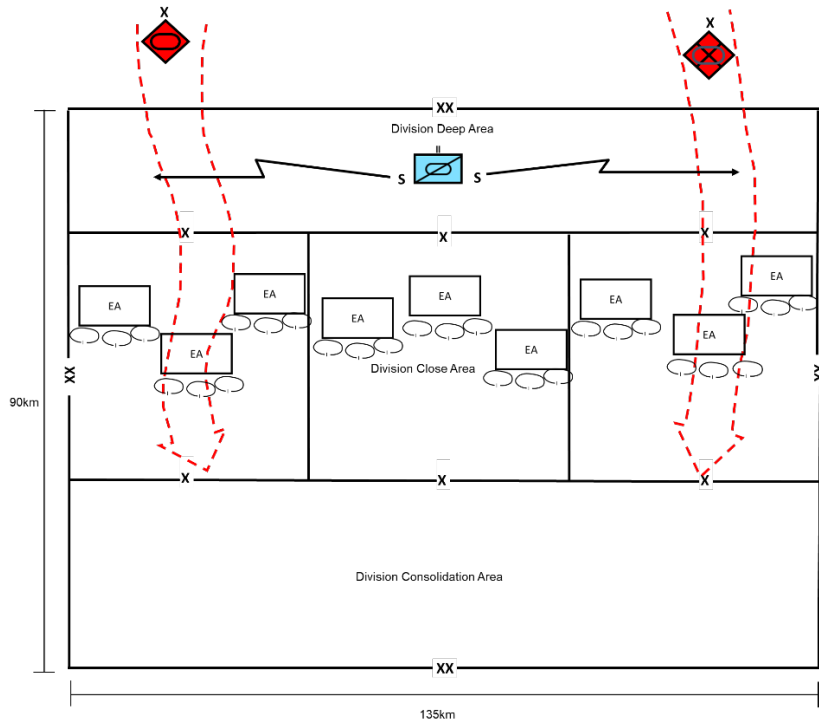 X
X
XX
Division Deep Area
II
S
S
X
X
X
EA
EA
EA
EA
EA
EA
EA
EA
EA
XX
Division Close Area
XX
90km
X
X
X
Division Consolidation Area
XX
135km